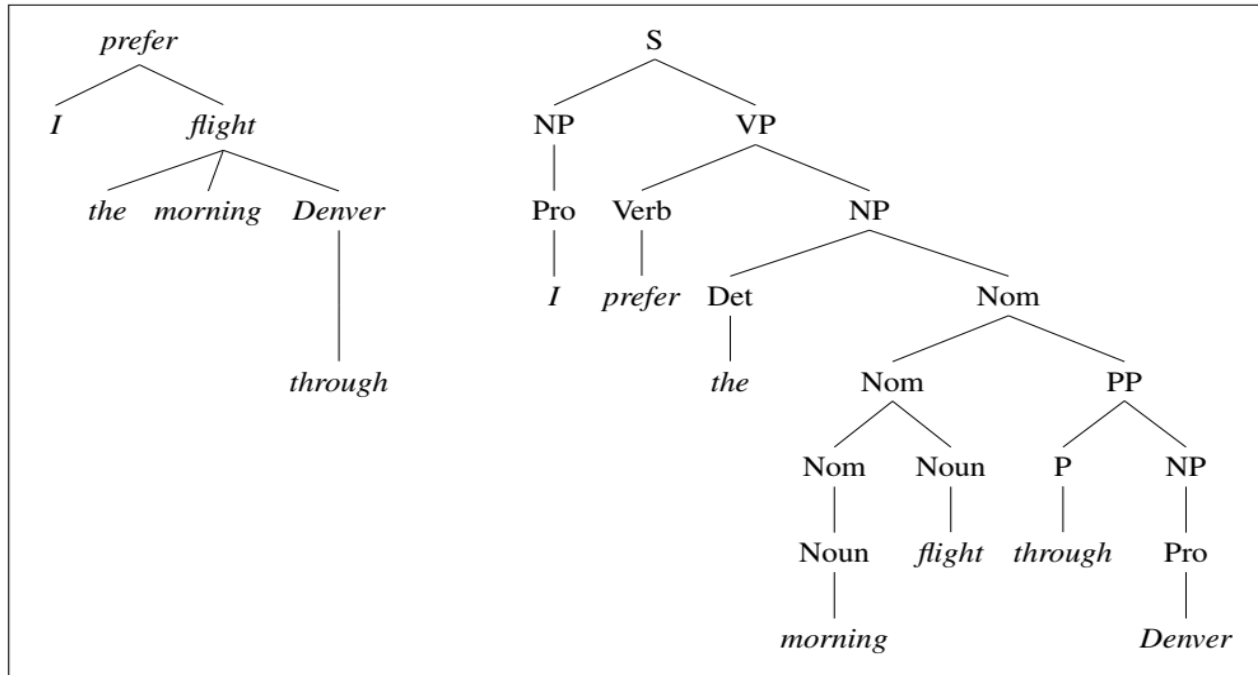 prefer S
I flight NP VP
the morning Denver Pro Verb NP
I prefer Det Nom
through the Nom PP
Nom Noun P NP
Noun flight through Pro
morning Denver